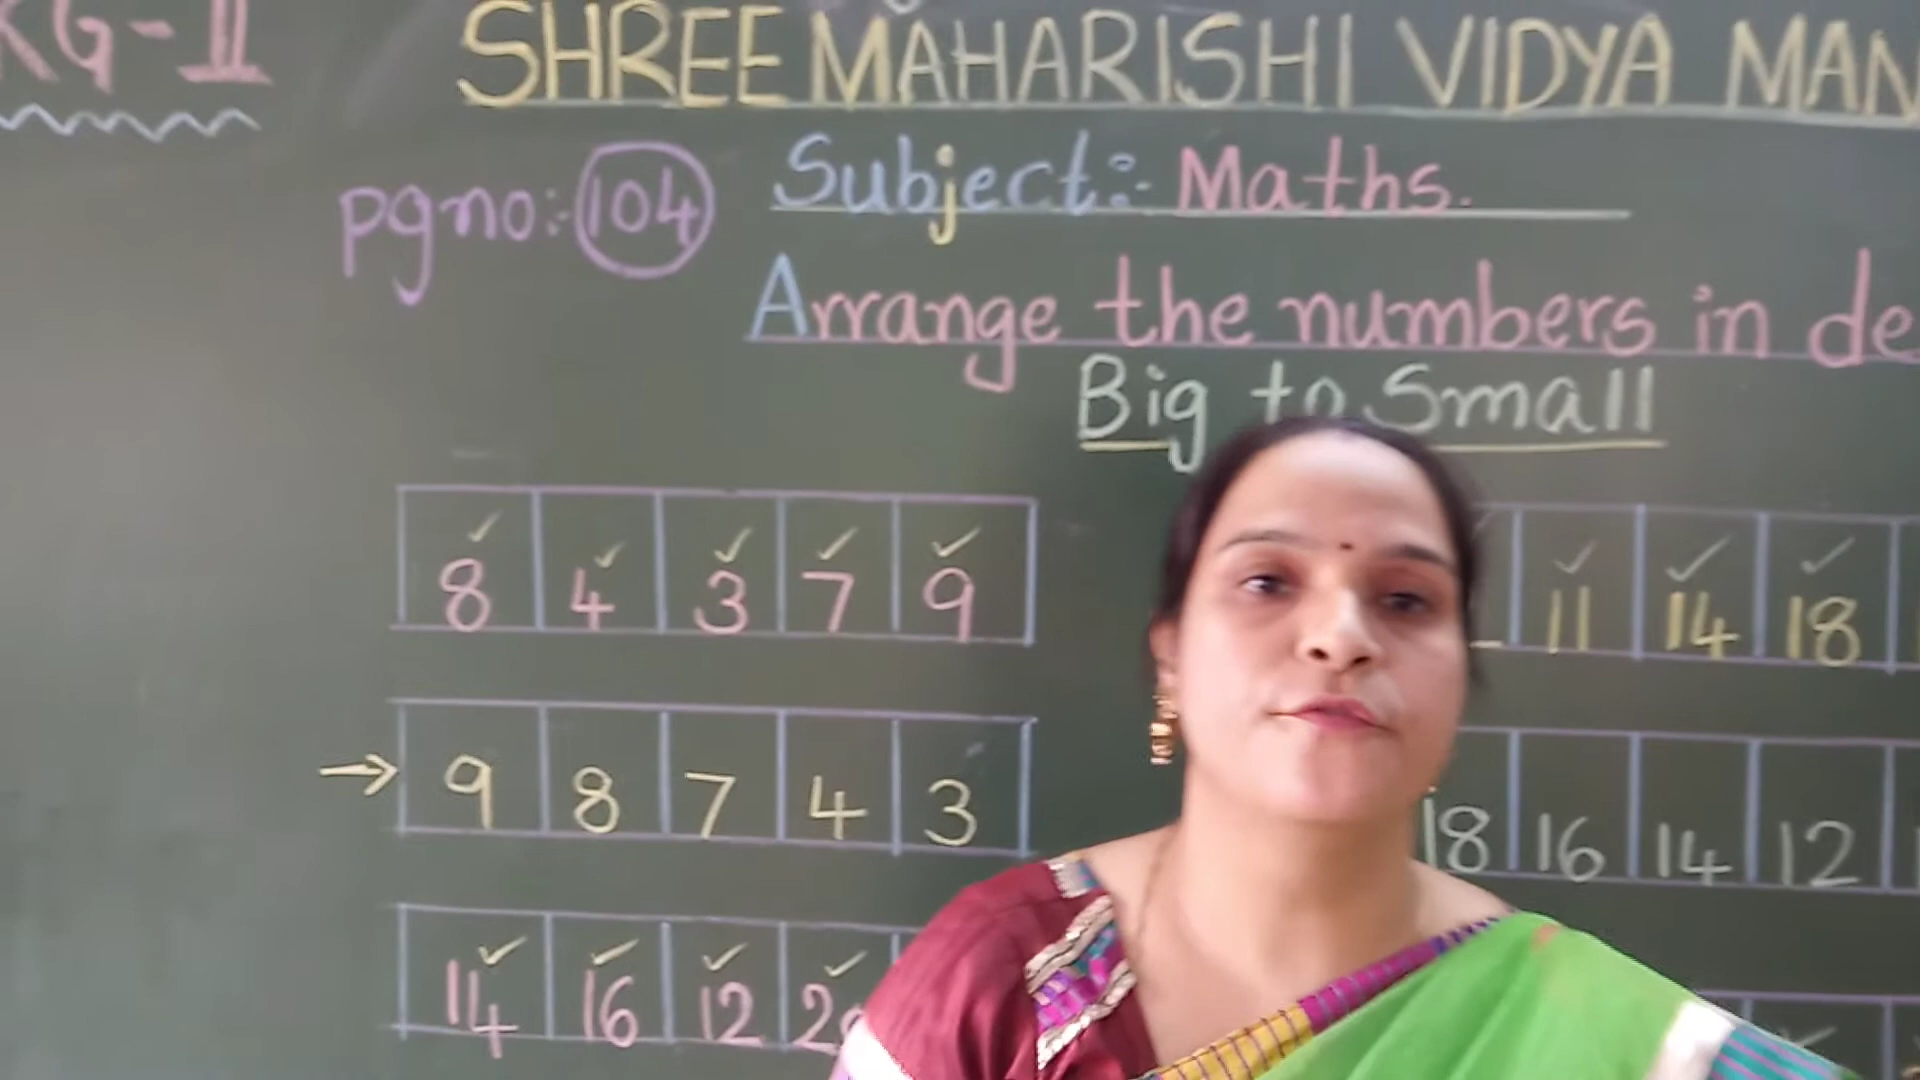 KG-II
SHREE MAHARISHI VIDYA MAN
pgno:- 104
Subject:- Maths.
Arrange the numbers in de
Big to Small
8 4 3 7 9
11 14 18
9 8 7 4 3
18 16 14 12
14 16 12